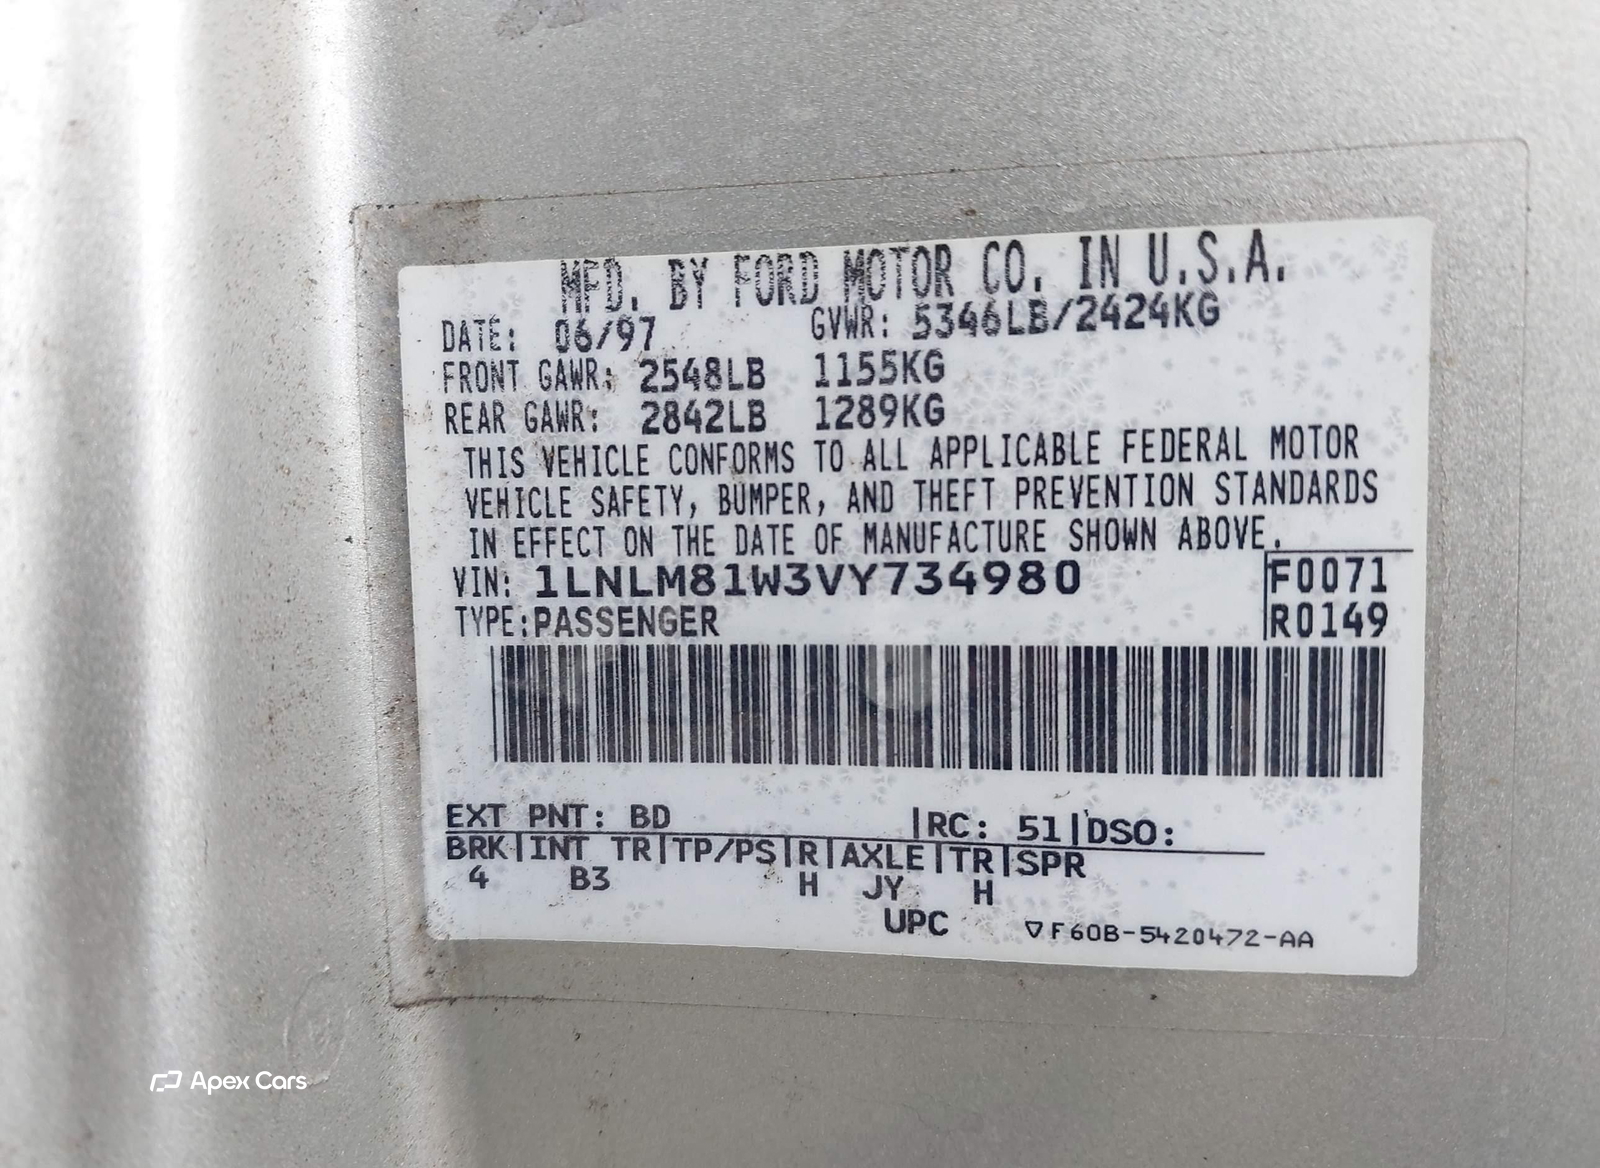 MFD. BY FORD MOTOR CO. IN U.S.A.
DATE: 06/97 GVWR: 5346LB/2424KG
FRONT GAWR: 2548LB 1155KG
REAR GAWR: 2842LB 1289KG
THIS VEHICLE CONFORMS TO ALL APPLICABLE FEDERAL MOTOR
VEHICLE SAFETY, BUMPER, AND THEFT PREVENTION STANDARDS
IN EFFECT ON THE DATE OF MANUFACTURE SHOWN ABOVE.
VIN: 1LNLM81W3VY734980 F0071
TYPE:PASSENGER R0149
EXT PNT: BD |RC: 51|DSO:
BRK|INT TR|TP/PS|R|AXLE|TR|SPR
4 B3 H JY H
UPC ▽F60B-5420472-AA
Apex Cars